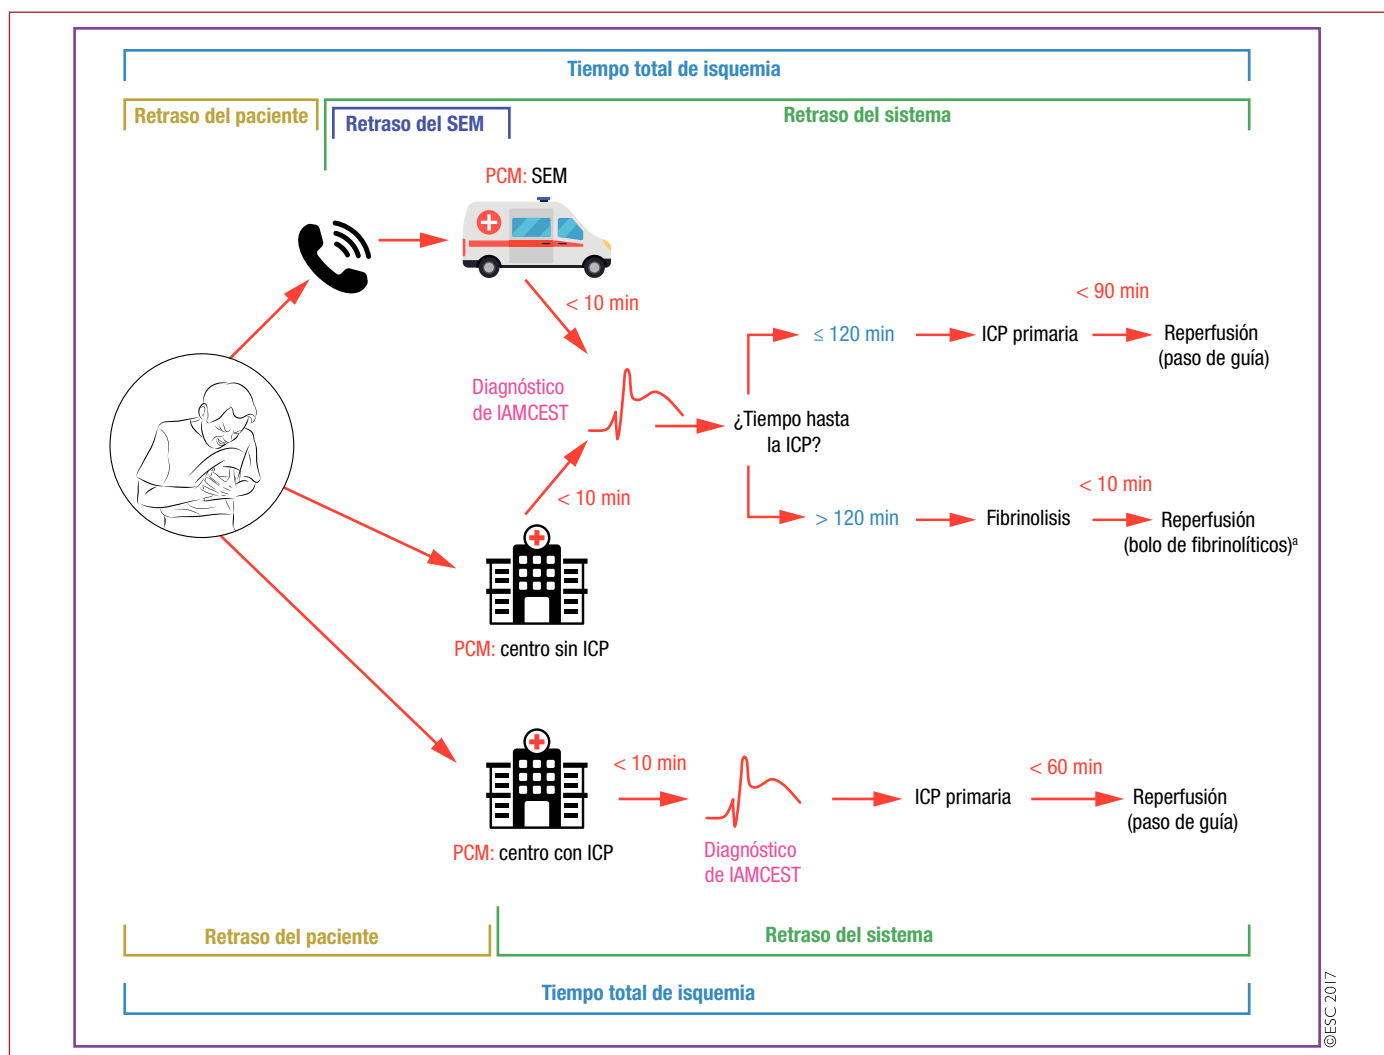 Tiempo total de isquemia
Retraso del paciente
Retraso del SEM
Retraso del sistema
PCM: SEM
< 10 min
Diagnóstico
de IAMCEST
< 10 min
PCM: centro sin ICP
¿Tiempo hasta
la ICP?
≤ 120 min
ICP primaria
< 90 min
Reperfusión
(paso de guía)
> 120 min
Fibrinolisis
< 10 min
Reperfusión
(bolo de fibrinolíticos)ª
PCM: centro con ICP
< 10 min
Diagnóstico
de IAMCEST
ICP primaria
< 60 min
Reperfusión
(paso de guía)
Retraso del paciente
Retraso del sistema
Tiempo total de isquemia
©ESC 2017